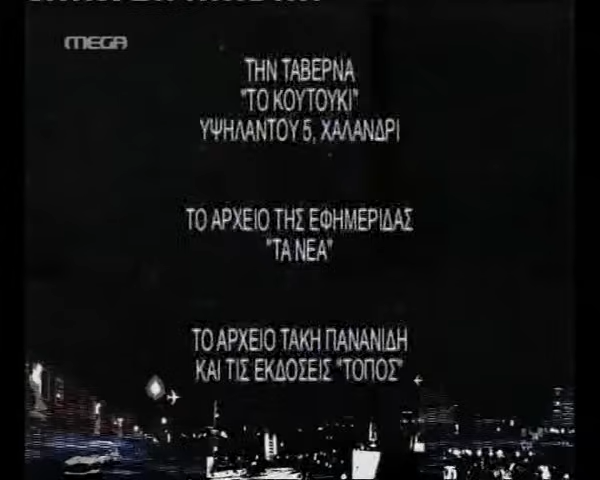 MEGA
ΤΗΝ ΤΑΒΕΡΝΑ
"ΤΟ ΚΟΥΤΟΥΚΙ"
ΥΨΗΛΑΝΤΟΥ 5, ΧΑΛΑΝΔΡΙ
ΤΟ ΑΡΧΕΙΟ ΤΗΣ ΕΦΗΜΕΡΙΔΑΣ
"ΤΑ ΝΕΑ"
ΤΟ ΑΡΧΕΙΟ ΤΑΚΗ ΠΑΝΑΝΙΔΗ
ΚΑΙ ΤΙΣ ΕΚΔΟΣΕΙΣ "ΤΟΠΟΣ"